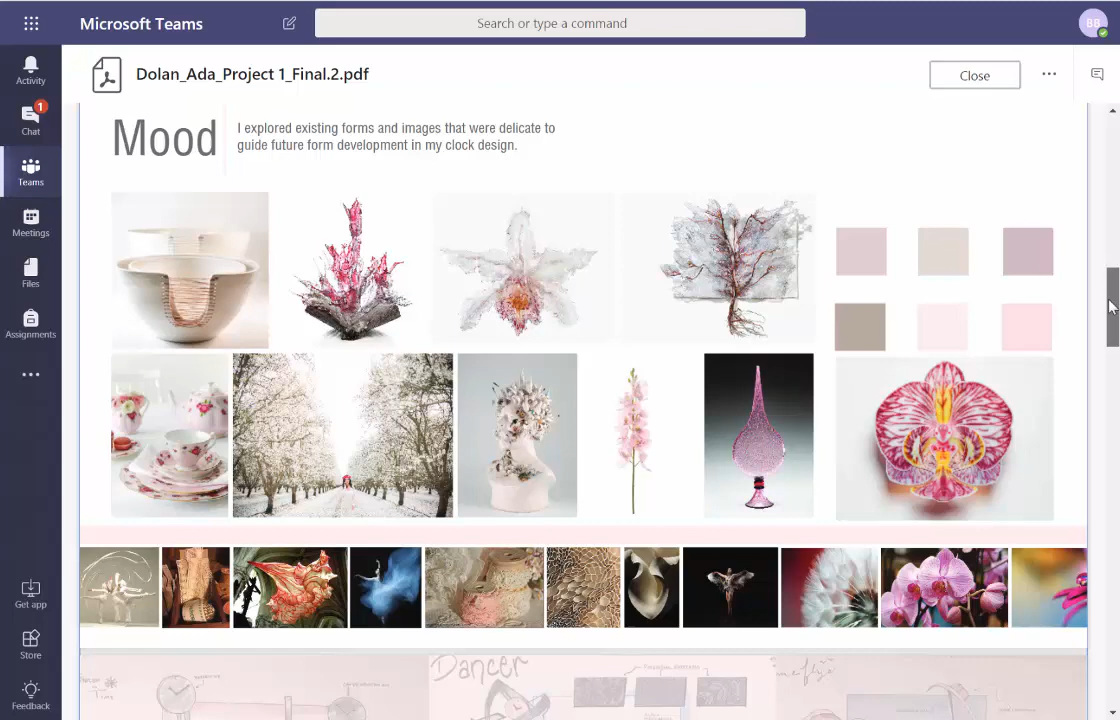 Microsoft Teams
Search or type a command
BB
Activity
Dolan_Ada_Project 1_Final.2.pdf
Close
1
Chat
Mood
I explored existing forms and images that were delicate to
guide future form development in my clock design.
Teams
Meetings
Files
Assignments
Get app
Store
Feedback
Dancer